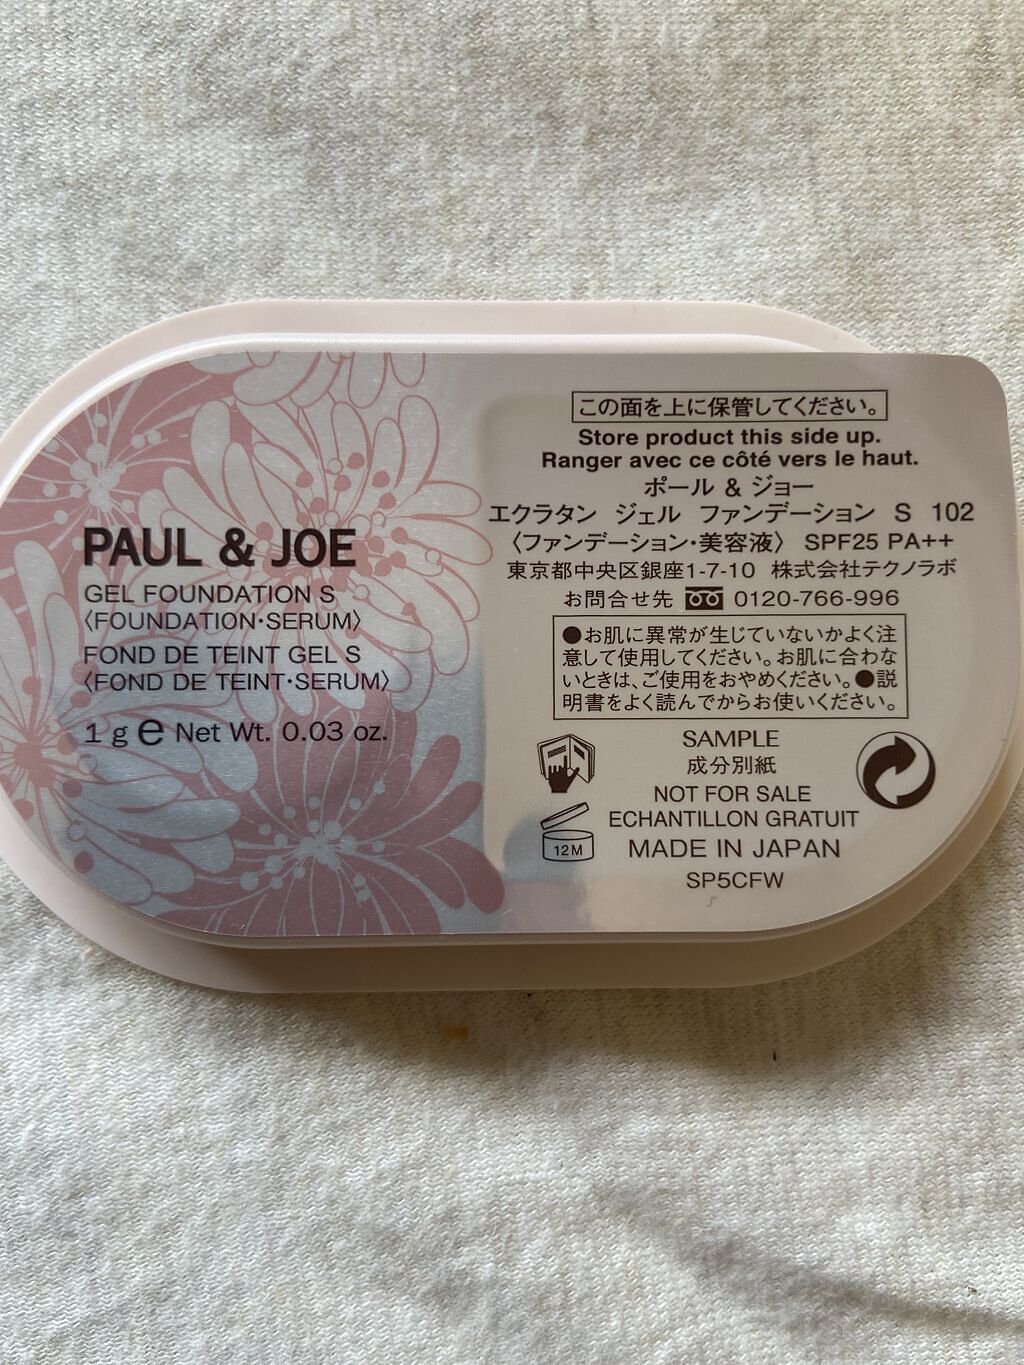 PAUL & JOE
GEL FOUNDATION S
〈FOUNDATION･SERUM〉
FOND DE TEINT GEL S
〈FOND DE TEINT･SERUM〉
1 g e Net Wt. 0.03 oz.
この面を上に保管してください。
Store product this side up.
Ranger avec ce côté vers le haut.
ポール & ジョー
エクラタン ジェル ファンデーション S 102
〈ファンデーション･美容液〉 SPF25 PA++
東京都中央区銀座1-7-10 株式会社テクノラボ
お問合せ先 0120-766-996
●お肌に異常が生じていないかよく注
意して使用してください。お肌に合わな
いときは、ご使用をおやめください。●説
明書をよく読んでからお使いください。
SAMPLE
成分別紙
NOT FOR SALE
ECHANTILLON GRATUIT
12M
MADE IN JAPAN
SP5CFW